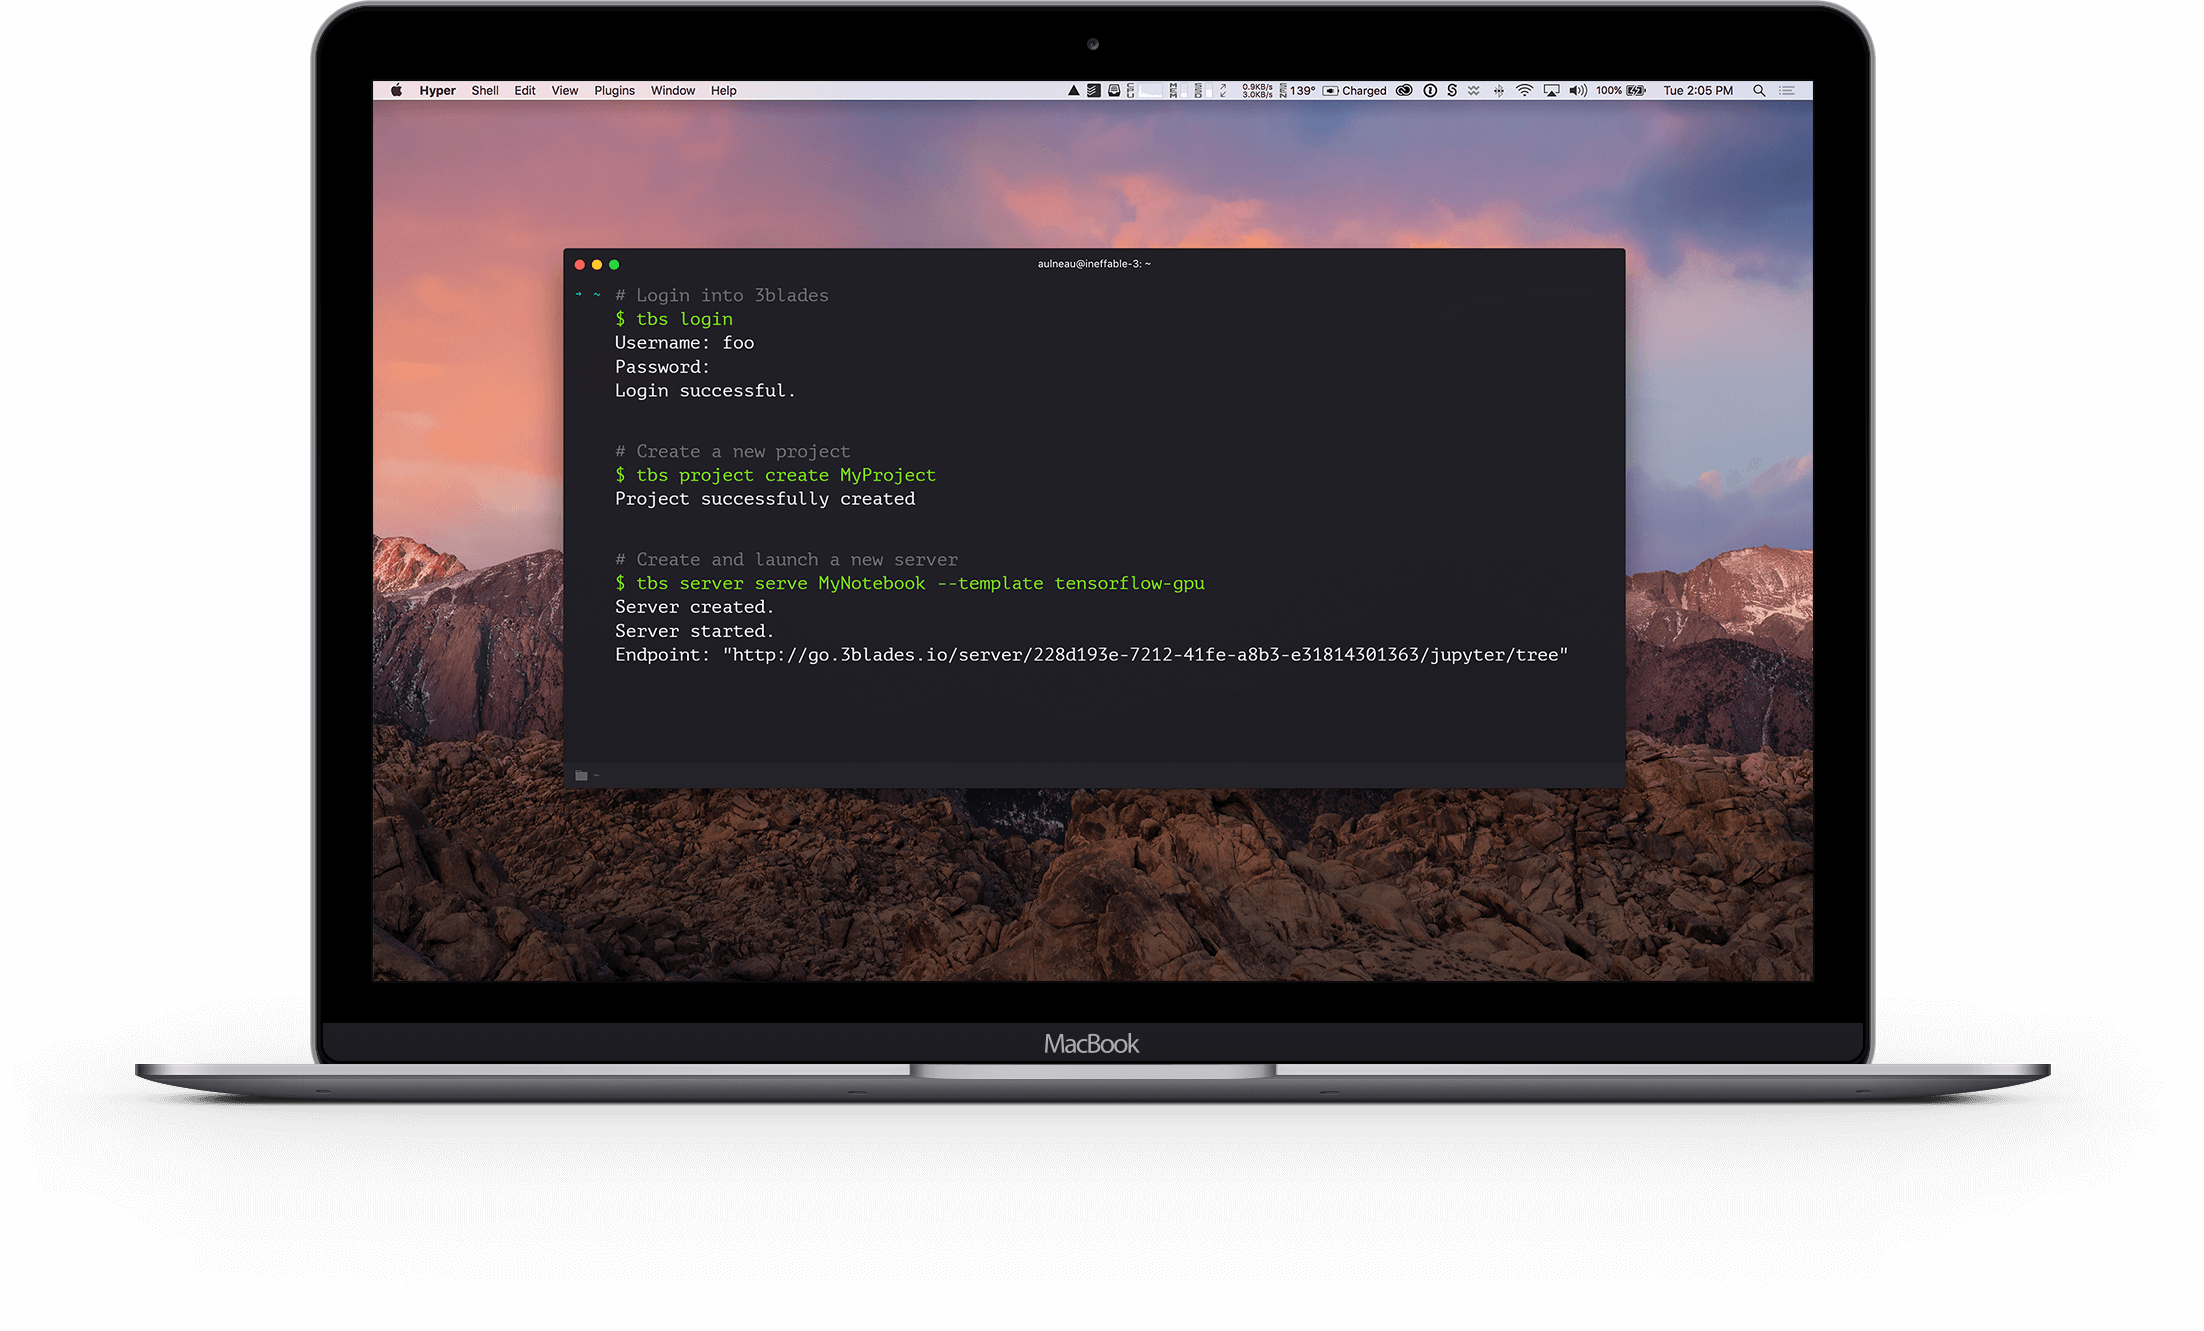 Hyper Shell Edit View Plugins Window Help
0.9KB/s
3.0KB/s
139° Charged 100% Tue 2:05 PM
aulneau@ineffable-3: ~
➜ ~ # Login into 3blades
$ tbs login
Username: foo
Password:
Login successful.
# Create a new project
$ tbs project create MyProject
Project successfully created
# Create and launch a new server
$ tbs server serve MyNotebook --template tensorflow-gpu
Server created.
Server started.
Endpoint: "http://go.3blades.io/server/228d193e-7212-41fe-a8b3-e31814301363/jupyter/tree"
~
MacBook